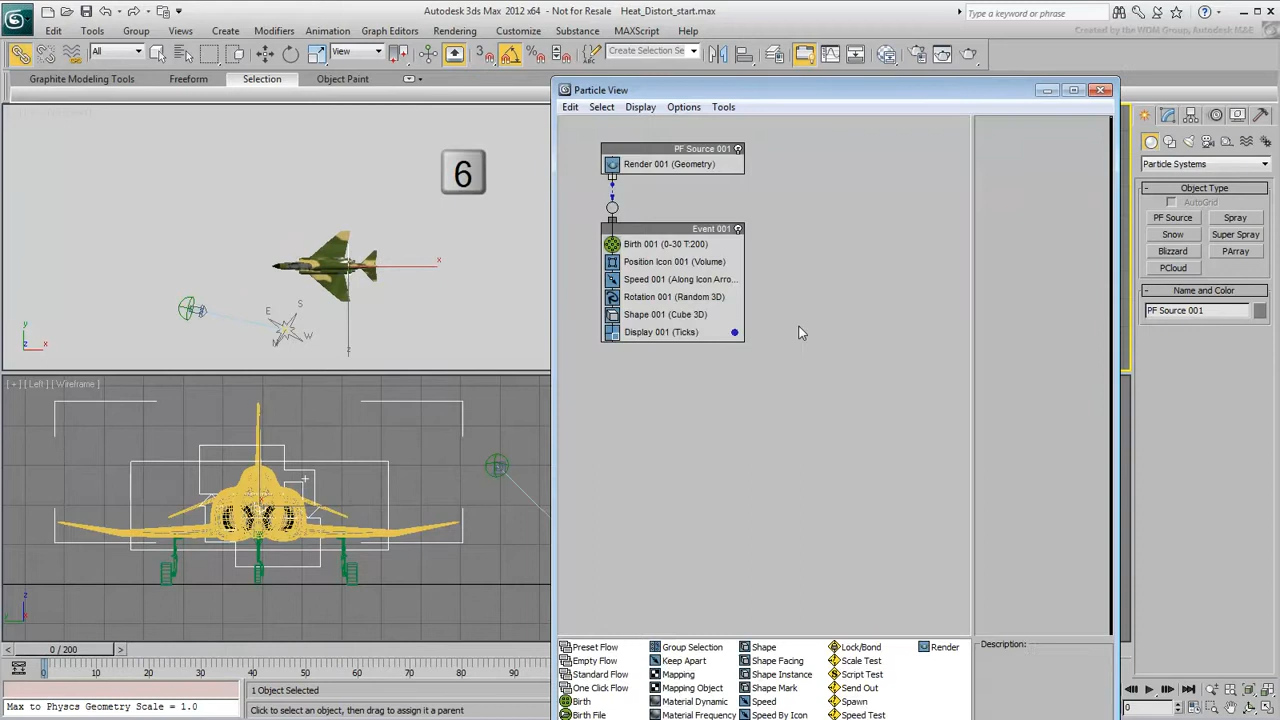 Autodesk 3ds Max 2012 x64 - Not for Resale Heat_Distort_start.max
Type a keyword or phrase
Edit Tools Group Views Create Modifiers Animation Graph Editors Rendering Customize Substance MAXScript Help
Created by the WOM Group, Autodesk M&E
All View 3 Create Selection Se
Graphite Modeling Tools Freeform Selection Object Paint
Particle View
Edit Select Display Options Tools
Particle Systems
PF Source 001
Render 001 (Geometry)
6
Event 001
Birth 001 (0-30 T:200)
Position Icon 001 (Volume)
Speed 001 (Along Icon Arro...
Rotation 001 (Random 3D)
Shape 001 (Cube 3D)
Display 001 (Ticks)
- Object Type
AutoGrid
PF Source Spray
Snow Super Spray
Blizzard PArray
PCloud
- Name and Color
PF Source 001
x
E S
N W
y
z x
z
[ + ] [ Left ] [ Wireframe ]
z
y x
0 / 200
0 10 20 30 40 50 60 70 80 90
1 Object Selected
Max to Physcs Geometry Scale = 1.0
Click to select an object, then drag to assign it a parent
Preset Flow Group Selection Shape Lock/Bond Render
Empty Flow Keep Apart Shape Facing Scale Test
Standard Flow Mapping Shape Instance Script Test
One Click Flow Mapping Object Shape Mark Send Out
Birth Material Dynamic Speed Spawn
Birth File Material Frequency Speed By Icon Speed Test
Description:
0